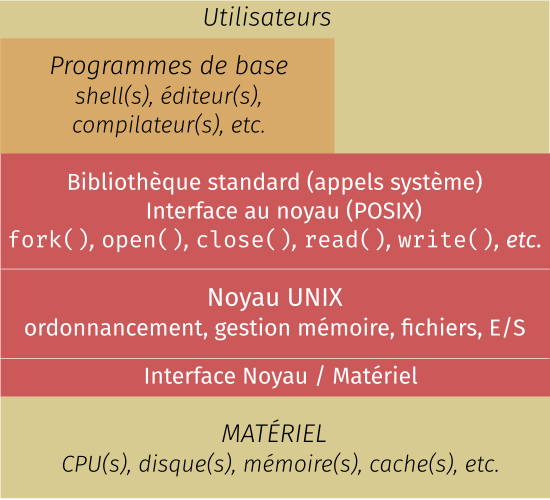 Utilisateurs
Programmes de base
shell(s), éditeur(s),
compilateur(s), etc.
Bibliothèque standard (appels système)
Interface au noyau (POSIX)
fork(), open(), close(), read(), write(), etc.
Noyau UNIX
ordonnancement, gestion mémoire, fichiers, E/S
Interface Noyau / Matériel
MATÉRIEL
CPU(s), disque(s), mémoire(s), cache(s), etc.